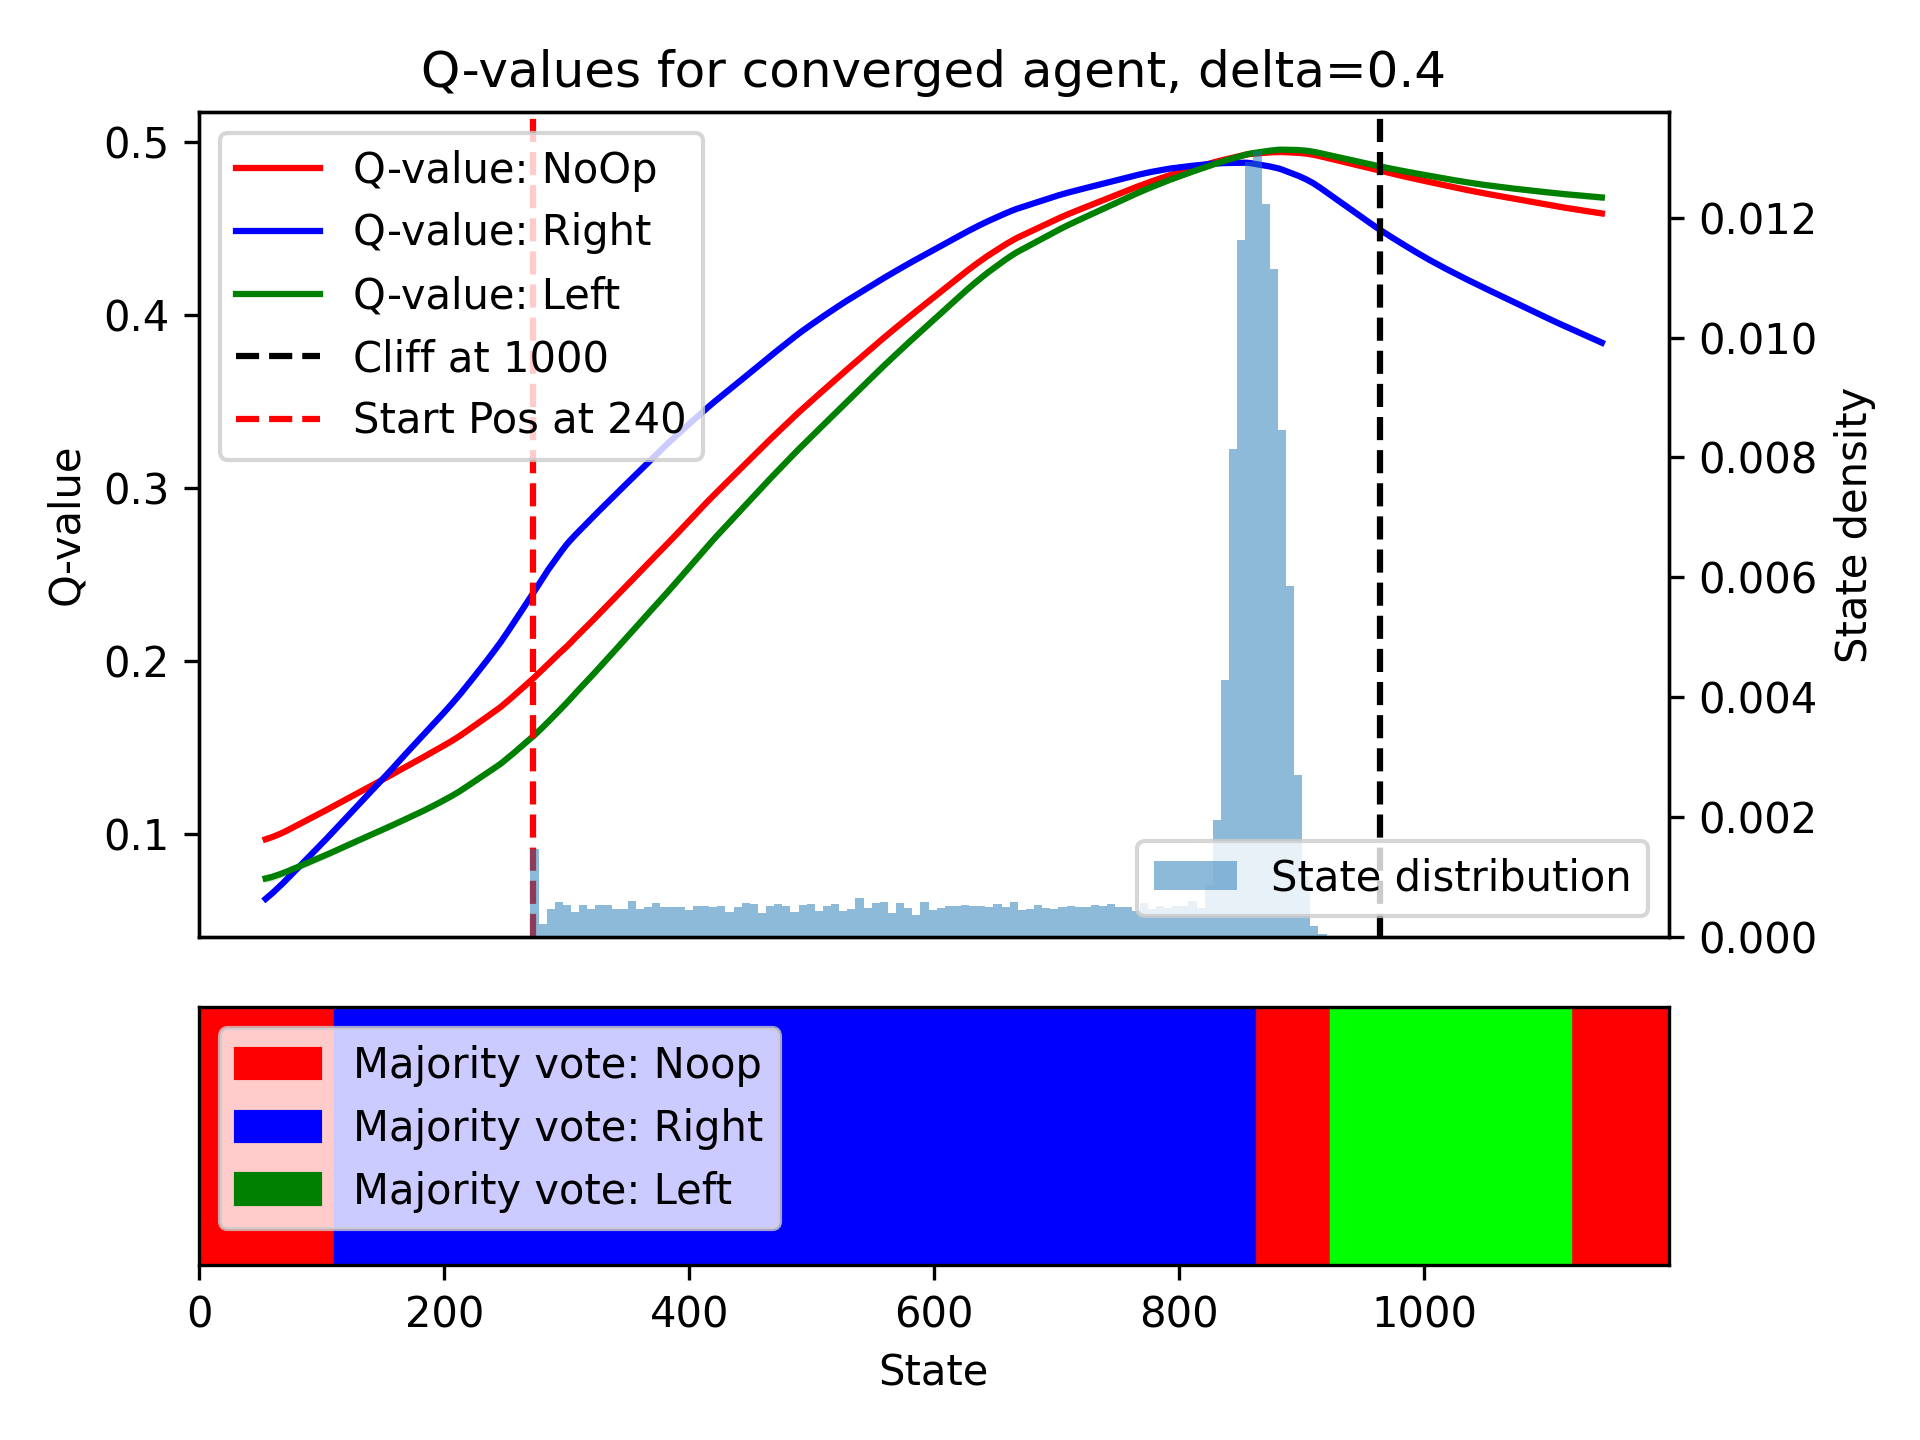 Q-values for converged agent, delta=0.4
Q-value: NoOp
Q-value: Right
Q-value: Left
Cliff at 1000
Start Pos at 240
0.5
0.4
0.3
0.2
0.1
Q-value
0.012
0.010
0.008
0.006
0.004
0.002
0.000
State density
State distribution
Majority vote: Noop
Majority vote: Right
Majority vote: Left
0 200 400 600 800 1000
State